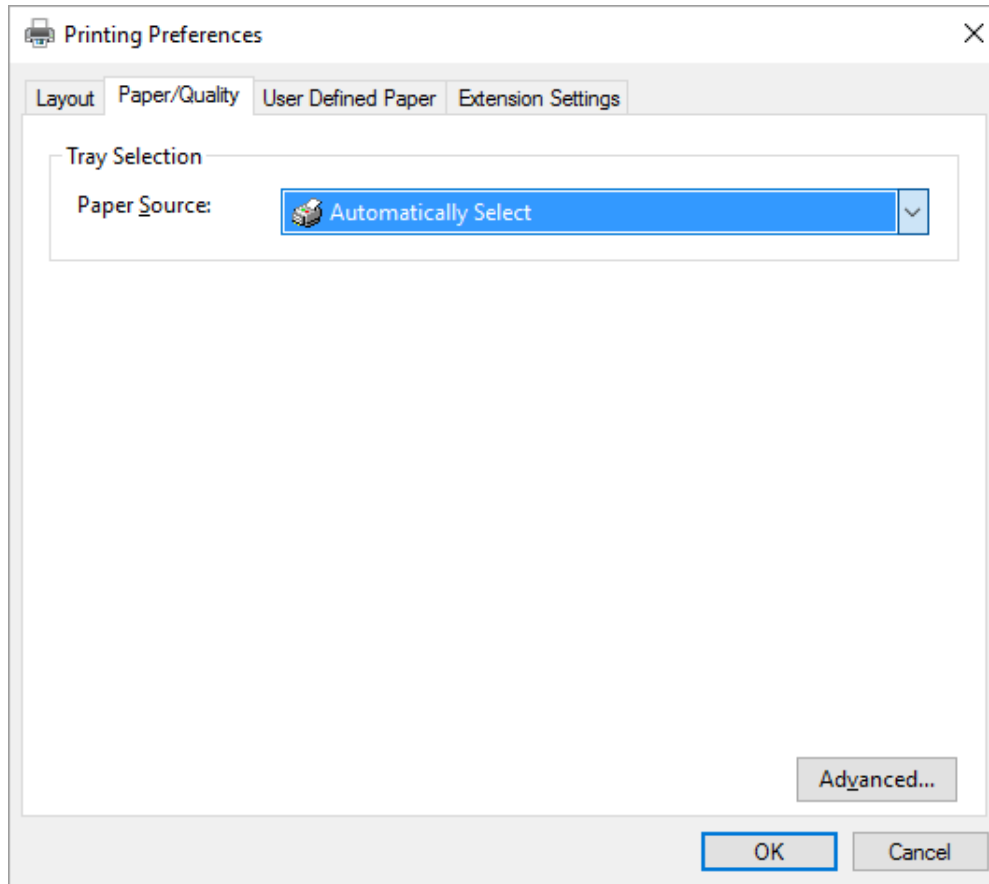 Printing Preferences
Layout Paper/Quality User Defined Paper Extension Settings
Tray Selection
Paper Source: Automatically Select
Advanced...
OK Cancel